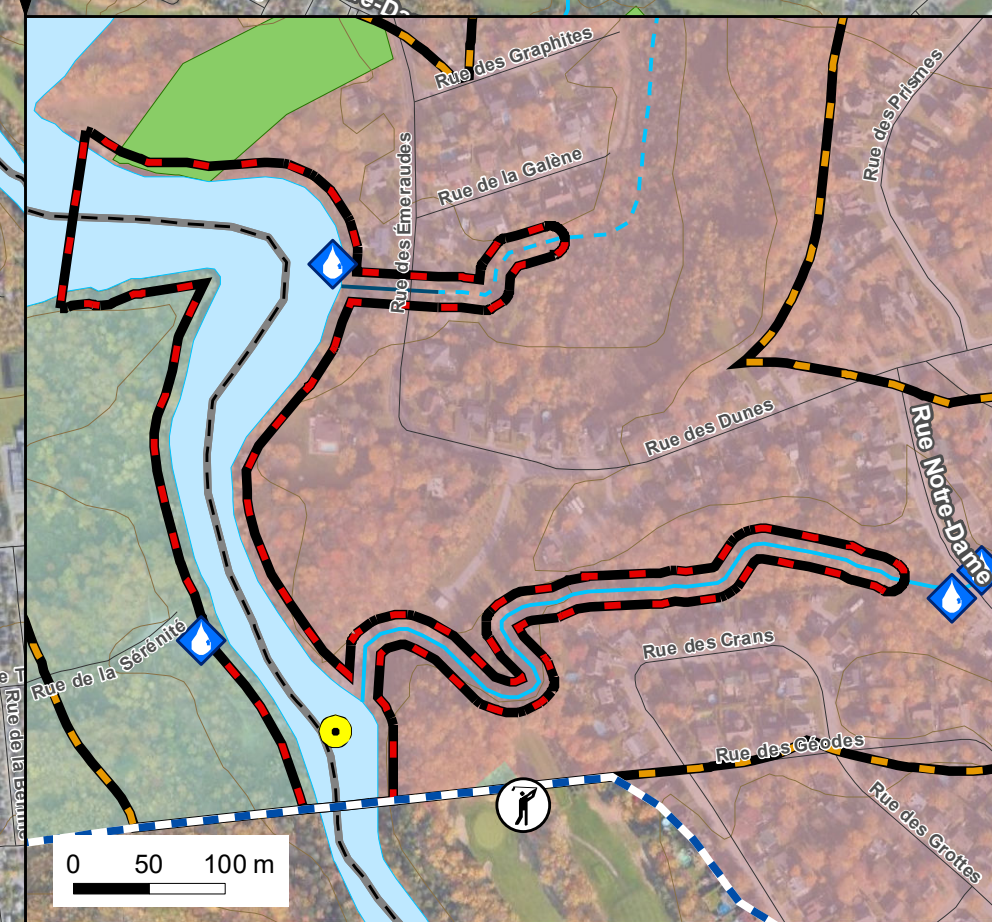 Rue des Graphites
Rue des Prismes
Rue de la Galène
Rue des Émeraudes
Rue des Dunes
Rue Notre-Dame
Rue des Crans
Rue de la Sérénité
Rue des Géodes
Rue des Grottes
0 50 100 m